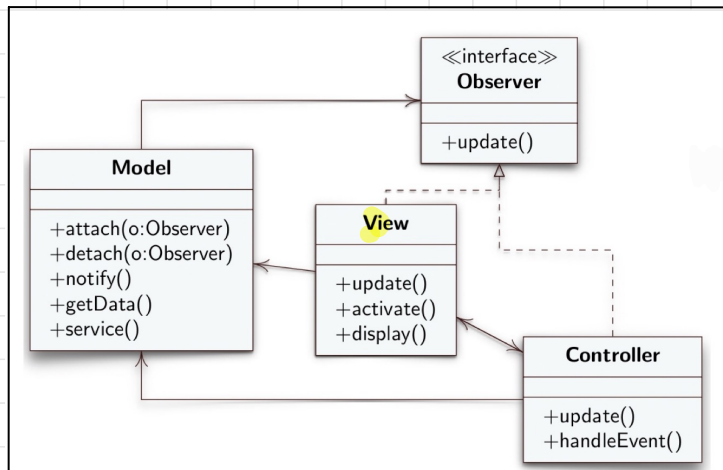 ≪interface≫
Observer
+update()
Model
+attach(o:Observer)
+detach(o:Observer)
+notify()
+getData()
+service()
View
+update()
+activate()
+display()
Controller
+update()
+handleEvent()